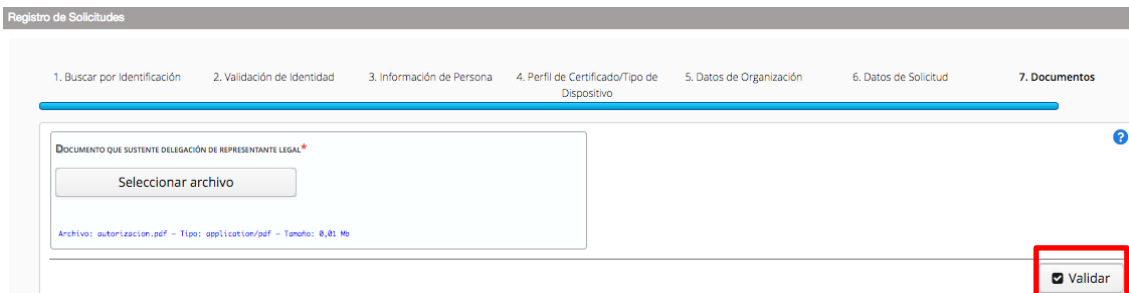 Registro de Solicitudes
1. Buscar por Identificación 2. Validación de Identidad 3. Información de Persona 4. Perfil de Certificado/Tipo de Dispositivo 5. Datos de Organización 6. Datos de Solicitud 7. Documentos
?
DOCUMENTO QUE SUSTENTE DELEGACIÓN DE REPRESENTANTE LEGAL*
Seleccionar archivo
Archivo: autorizacion.pdf - Tipo: application/pdf - Tamaño: 0,01 Mb
Validar